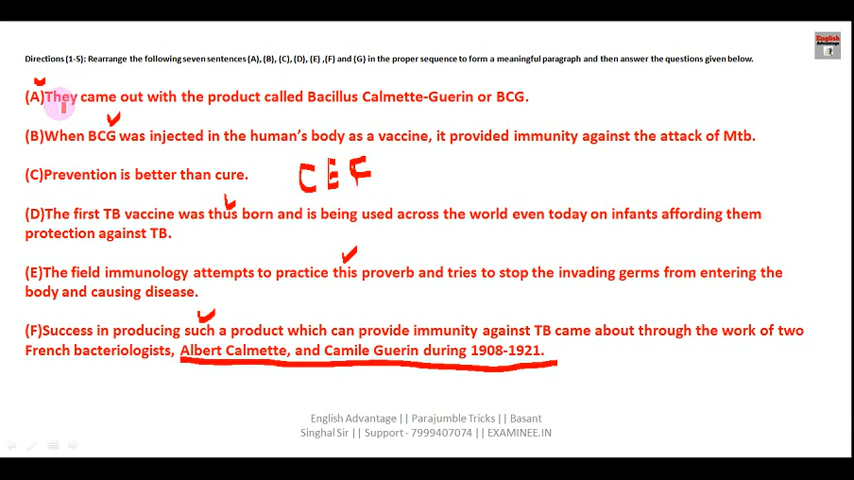 English
Advantage
Directions (1-5): Rearrange the following seven sentences (A), (B), (C), (D), (E) ,(F) and (G) in the proper sequence to form a meaningful paragraph and then answer the questions given below.
(A)They came out with the product called Bacillus Calmette-Guerin or BCG.
(B)When BCG was injected in the human's body as a vaccine, it provided immunity against the attack of Mtb.
(C)Prevention is better than cure.
C E F
(D)The first TB vaccine was thus born and is being used across the world even today on infants affording them
protection against TB.
(E)The field immunology attempts to practice this proverb and tries to stop the invading germs from entering the
body and causing disease.
(F)Success in producing such a product which can provide immunity against TB came about through the work of two
French bacteriologists, Albert Calmette, and Camile Guerin during 1908-1921.
English Advantage || Parajumble Tricks || Basant
Singhal Sir || Support - 7999407074 || EXAMINEE.IN